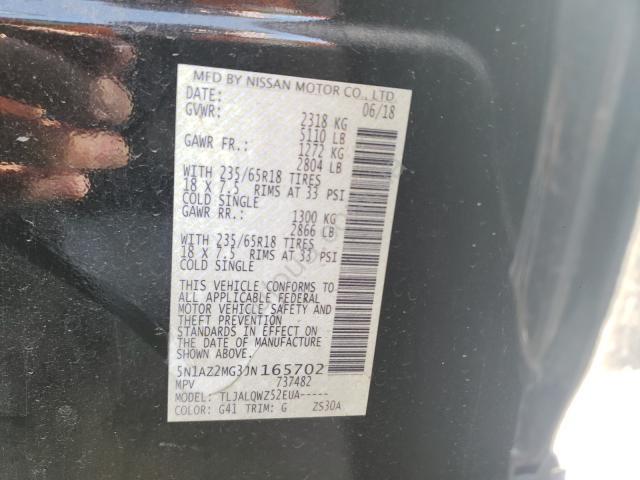 MFD BY NISSAN MOTOR CO., LTD.
DATE: 06/18
GVWR: 2318 KG
5110 LB
GAWR FR.: 1272 KG
2804 LB
WITH 235/65R18 TIRES
18 X 7.5 RIMS AT 33 PSI
COLD SINGLE
GAWR RR.: 1300 KG
2866 LB
WITH 235/65R18 TIRES
18 X 7.5 RIMS AT 33 PSI
COLD SINGLE
THIS VEHICLE CONFORMS TO
ALL APPLICABLE FEDERAL
MOTOR VEHICLE SAFETY AND
THEFT PREVENTION
STANDARDS IN EFFECT ON
THE DATE OF MANUFACTURE
SHOWN ABOVE.
5N1AZ2MG3JN165702
MPV 737482
MODEL: TLJALQWZ52EUA-----
COLOR: G41 TRIM: G ZS30A